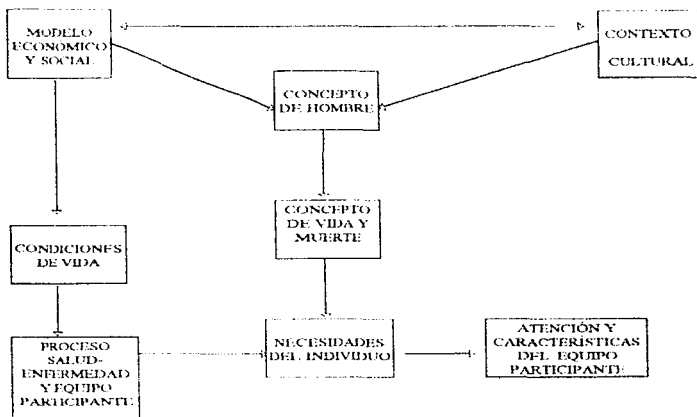 MODELO
ECONOMICO
Y SOCIAL
CONTEXTO
CULTURAL
CONCEPTO
DE HOMBRE
CONCEPTO
DE VIDA Y
MUERTE
CONDICIONES
DE VIDA
PROCESO
SALUD-
ENFERMEDAD
Y EQUIPO
PARTICIPANTE
NECESIDADES
DEL INDIVIDUO
ATENCIÓN Y
CARACTERÍSTICAS
DEL EQUIPO
PARTICIPANTE